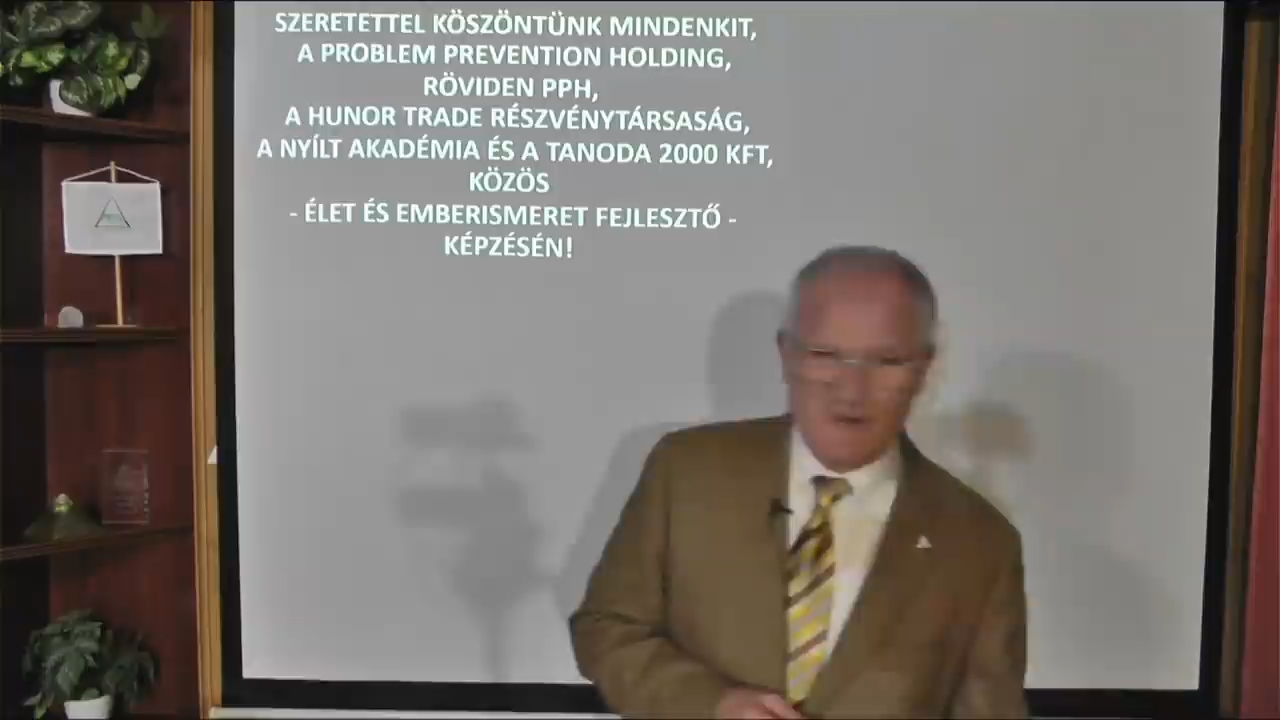 SZERETETTEL KÖSZÖNTÜNK MINDENKIT,
A PROBLEM PREVENTION HOLDING,
RÖVIDEN PPH,
A HUNOR TRADE RÉSZVÉNYTÁRSASÁG,
A NYÍLT AKADÉMIA ÉS A TANODA 2000 KFT,
KÖZÖS
- ÉLET ÉS EMBERISMERET FEJLESZTŐ -
KÉPZÉSÉN!